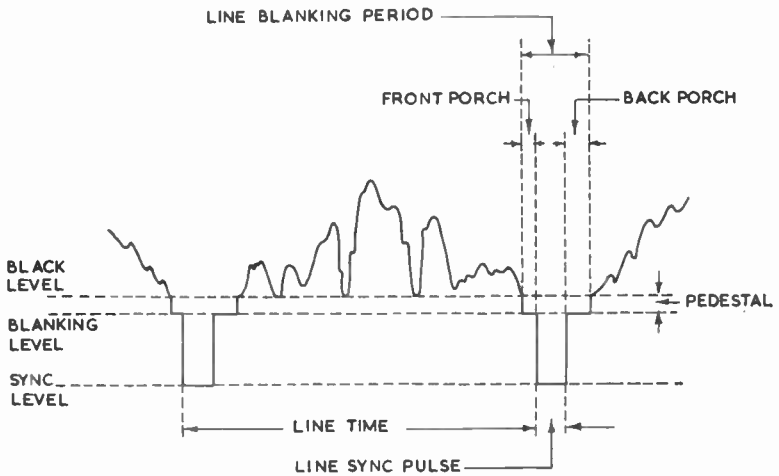 LINE BLANKING PERIOD
FRONT PORCH
BACK PORCH
BLACK
LEVEL
PEDESTAL
BLANKING
LEVEL
SYNC
LEVEL
LINE TIME
LINE SYNC PULSE